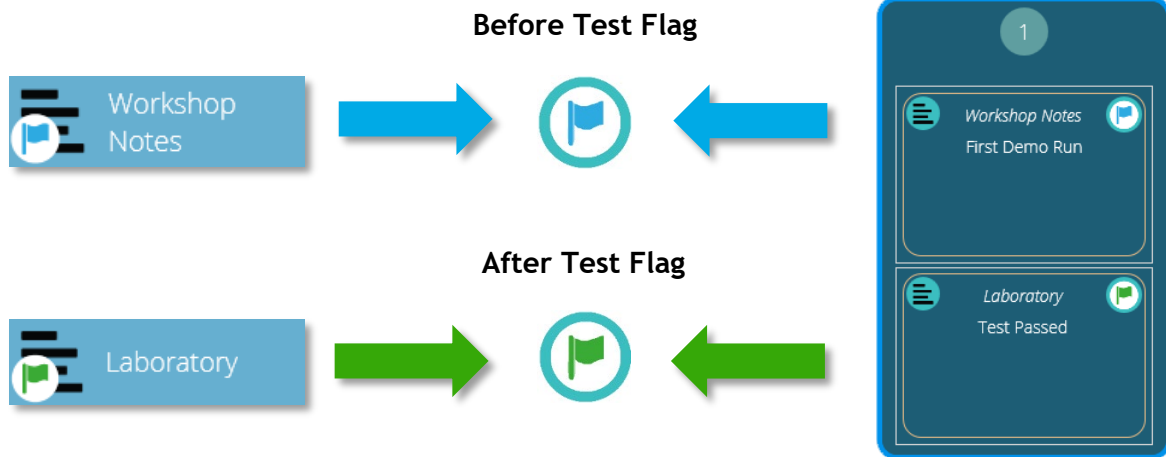 Before Test Flag
1
Workshop
Notes
Workshop Notes
First Demo Run
After Test Flag
Laboratory
Laboratory
Test Passed